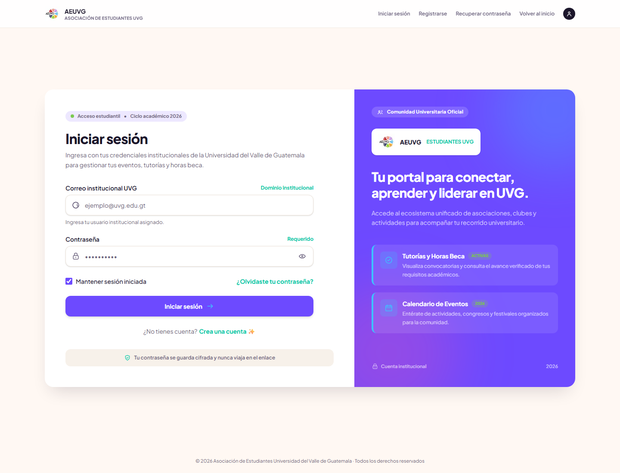 AEUVG
ASOCIACIÓN DE ESTUDIANTES UVG
Iniciar sesión
Registrarse
Recuperar contraseña
Volver al inicio
Acceso estudiantil • Ciclo académico 2026
Iniciar sesión
Ingresa con tus credenciales institucionales de la Universidad del Valle de Guatemala
para gestionar tus eventos, tutorías y horas beca.
Correo institucional UVG
Dominio institucional
ejemplo@uvg.edu.gt
Ingresa tu usuario institucional asignado.
Contraseña
Requerido
••••••••••
Mantener sesión iniciada
¿Olvidaste tu contraseña?
Iniciar sesión →
¿No tienes cuenta? Crea una cuenta ✨
Tu contraseña se guarda cifrada y nunca viaja en el enlace
Comunidad Universitaria Oficial
AEUVG ESTUDIANTES UVG
Tu portal para conectar,
aprender y liderar en UVG.
Accede al ecosistema unificado de asociaciones, clubes y
actividades para acompañar tu recorrido universitario.
Tutorías y Horas Beca
Visualiza convocatorias y consulta el avance verificado de tus
requisitos académicos.
Calendario de Eventos
Entérate de actividades, congresos y festivales organizados
para la comunidad.
Cuenta institucional
2026
© 2026 Asociación de Estudiantes Universidad del Valle de Guatemala · Todos los derechos reservados